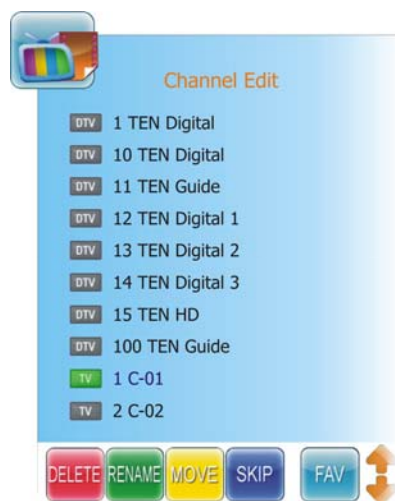 Channel Edit
DTV 1 TEN Digital
DTV 10 TEN Digital
DTV 11 TEN Guide
DTV 12 TEN Digital 1
DTV 13 TEN Digital 2
DTV 14 TEN Digital 3
DTV 15 TEN HD
DTV 100 TEN Guide
TV 1 C-01
TV 2 C-02
DELETE RENAME MOVE SKIP FAV